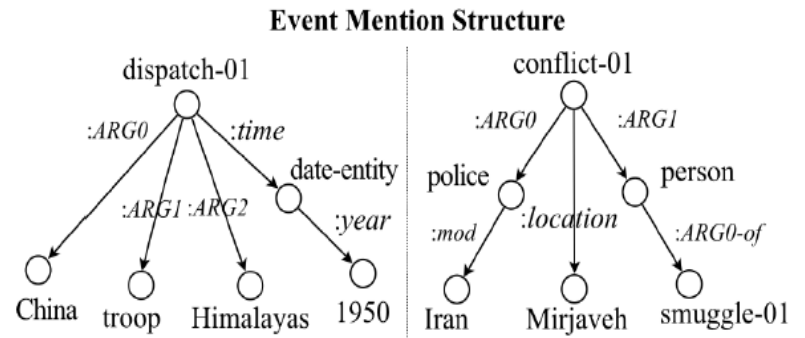 Event Mention Structure
dispatch-01
:ARG0
:time
date-entity
:ARG1
:ARG2
:year
China
troop
Himalayas
1950
conflict-01
:ARG0
:ARG1
police
person
:mod
:location
:ARG0-of
Iran
Mirjaveh
smuggle-01